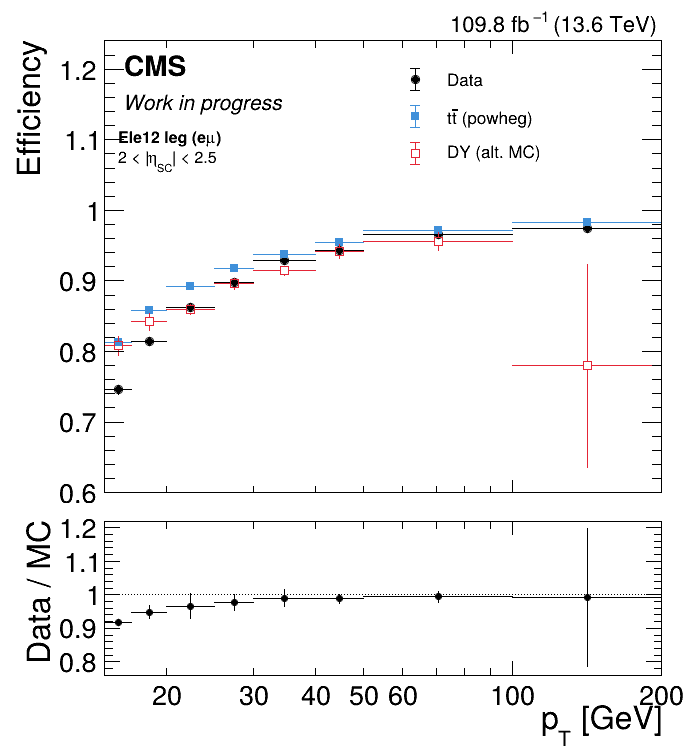 109.8 fb⁻¹ (13.6 TeV)
Efficiency
CMS
Work in progress
Ele12 leg (eμ)
2 < |η_SC| < 2.5
Data
tt̄ (powheg)
DY (alt. MC)
1.2
1.1
1
0.9
0.8
0.7
0.6
Data / MC
1.2
1.1
1
0.9
0.8
20 30 40 50 60 100 200
p_T [GeV]